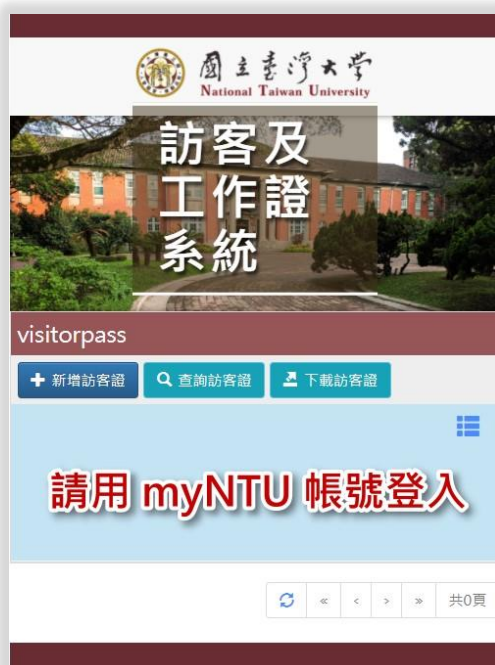 國立臺灣大學
National Taiwan University
訪客及
工作證
系統
visitorpass
新增訪客證
查詢訪客證
下載訪客證
請用 myNTU 帳號登入
« ‹ › » 共0頁